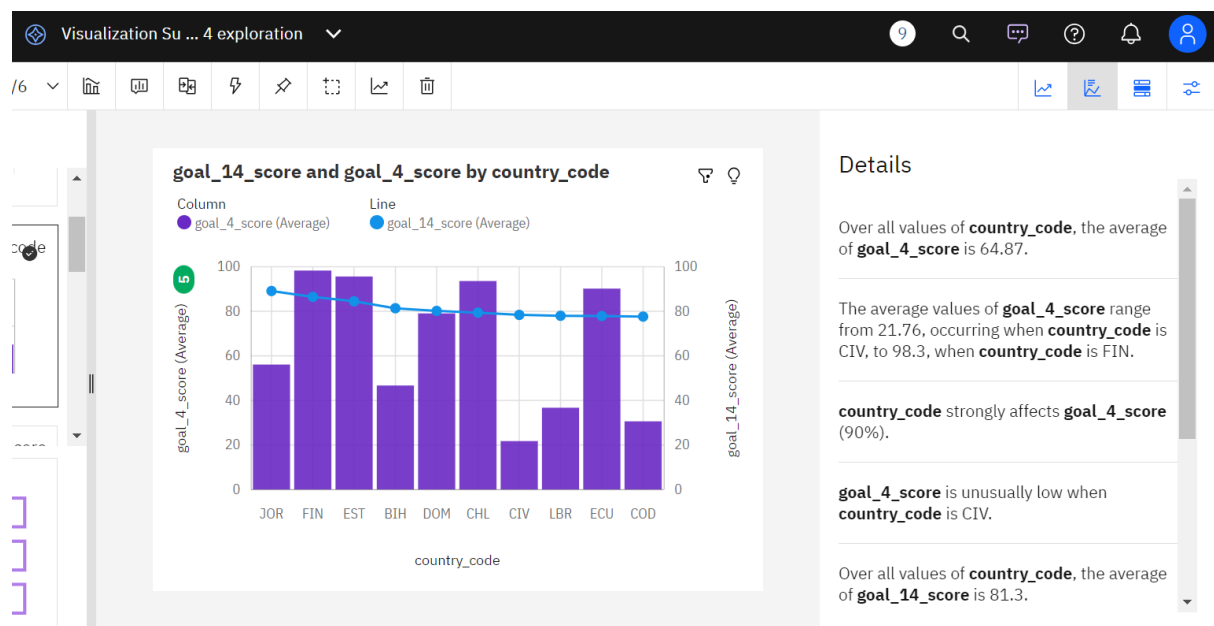 Visualization Su ... 4 exploration
9
/6
code
goal_14_score and goal_4_score by country_code
Column
goal_4_score (Average)
Line
goal_14_score (Average)
5
goal_4_score (Average)
100
80
60
40
20
0
100
80
60
40
20
0
goal_14_score (Average)
JOR FIN EST BIH DOM CHL CIV LBR ECU COD
country_code
Details
Over all values of country_code, the average
of goal_4_score is 64.87.
The average values of goal_4_score range
from 21.76, occurring when country_code is
CIV, to 98.3, when country_code is FIN.
country_code strongly affects goal_4_score
(90%).
goal_4_score is unusually low when
country_code is CIV.
Over all values of country_code, the average
of goal_14_score is 81.3.